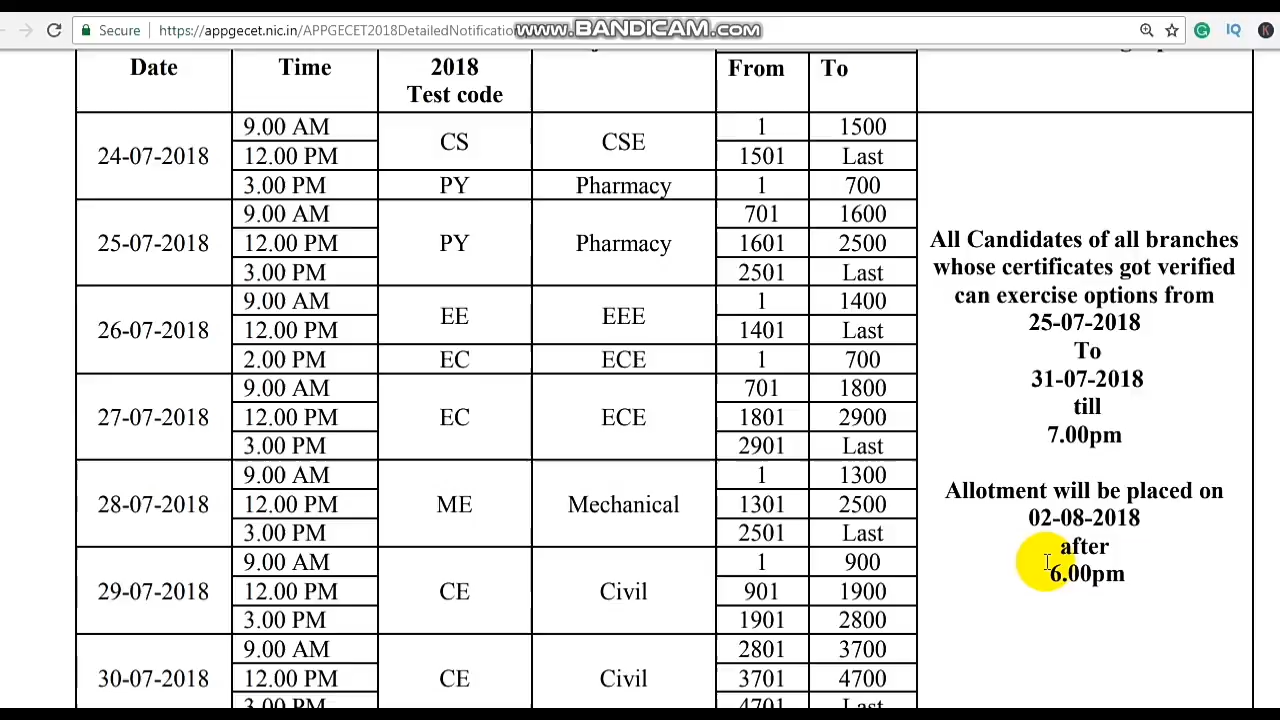 Secure https://appgecet.nic.in/APPGECET2018DetailedNotificatio
www.BANDICAM.com
Date Time 2018 From To
Test code
24-07-2018 9.00 AM CS CSE 1 1500
12.00 PM 1501 Last
3.00 PM PY Pharmacy 1 700
25-07-2018 9.00 AM PY Pharmacy 701 1600
12.00 PM 1601 2500
3.00 PM 2501 Last
26-07-2018 9.00 AM EE EEE 1 1400
12.00 PM 1401 Last
2.00 PM EC ECE 1 700
27-07-2018 9.00 AM EC ECE 701 1800
12.00 PM 1801 2900
3.00 PM 2901 Last
28-07-2018 9.00 AM ME Mechanical 1 1300
12.00 PM 1301 2500
3.00 PM 2501 Last
29-07-2018 9.00 AM CE Civil 1 900
12.00 PM 901 1900
3.00 PM 1901 2800
30-07-2018 9.00 AM CE Civil 2801 3700
12.00 PM 3701 4700
3.00 PM 4701 Last
All Candidates of all branches
whose certificates got verified
can exercise options from
25-07-2018
To
31-07-2018
till
7.00pm
Allotment will be placed on
02-08-2018
after
6.00pm